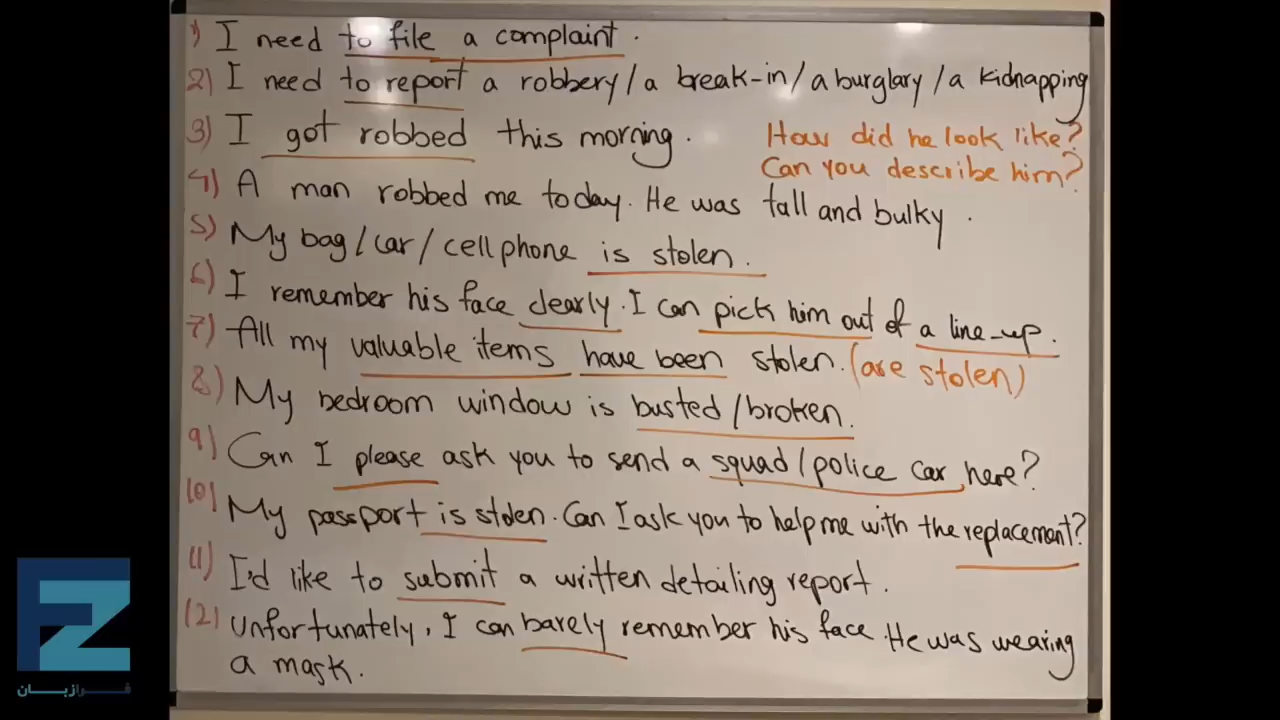 1) I need to file a complaint.
2) I need to report a robbery/a break-in/a burglary/a kidnapping
3) I got robbed this morning.
How did he look like?
Can you describe him?
4) A man robbed me today. He was tall and bulky.
5) My bag/car/cell phone is stolen.
6) I remember his face clearly. I can pick him out of a line-up.
7) All my valuable items have been stolen. (are stolen)
8) My bedroom window is busted/broken.
9) Can I please ask you to send a squad/police car here?
10) My passport is stolen. Can I ask you to help me with the replacement?
11) I'd like to submit a written detailing report.
12) Unfortunately, I can barely remember his face. He was wearing
a mask.
FZ
فرازبان